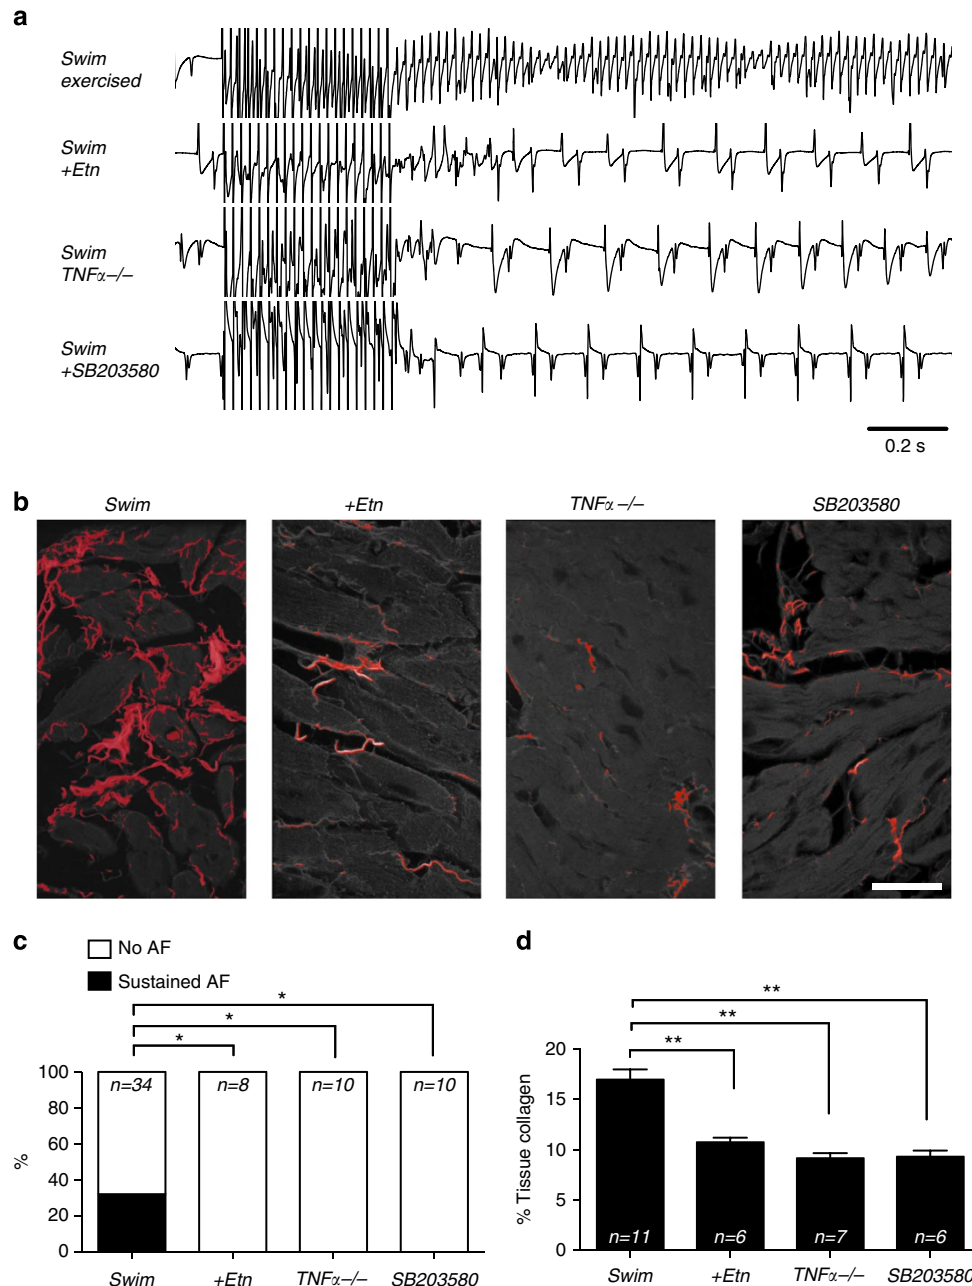 a
Swim
exercised
Swim
+Etn
Swim
TNFα−/−
Swim
+SB203580
0.2 s
b
Swim
+Etn
TNFα −/−
SB203580
c
No AF
Sustained AF
*
*
*
100
80
60
40
20
0
%
n=34
n=8
n=10
n=10
Swim
+Etn
TNFα−/−
SB203580
d
**
**
**
20
15
10
5
0
% Tissue collagen
n=11
n=6
n=7
n=6
Swim
+Etn
TNFα−/−
SB203580